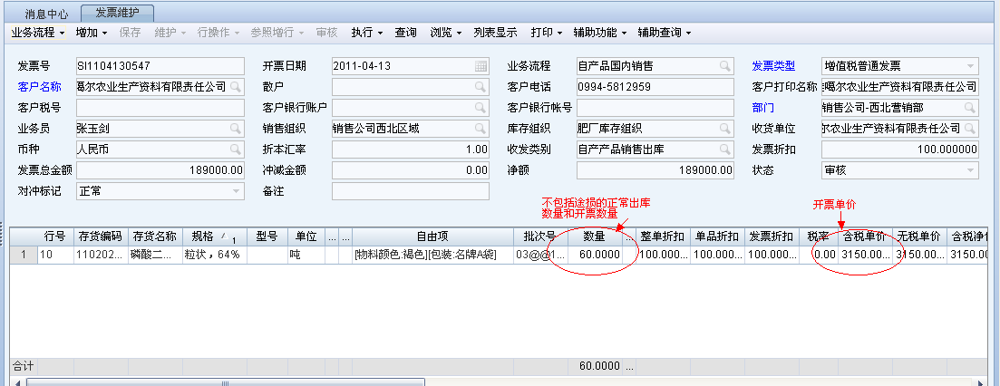 消息中心 发票维护
业务流程 增加 保存 维护 行操作 参照增行 审核 执行 查询 浏览 列表显示 打印 辅助功能 辅助查询
发票号 SI1104130547 开票日期 2011-04-13 业务流程 自产品国内销售 发票类型 增值税普通发票
客户名称 噶尔农业生产资料有限责任公司 散户 客户电话 0994-5812959 客户打印名称 噶尔农业生产资料有限责任公司
客户税号 客户银行账户 客户银行帐号 部门 销售公司-西北营销部
业务员 张玉剑 销售组织 销售公司西北区域 库存组织 肥厂库存组织 收货单位 尔农业生产资料有限责任公司
币种 人民币 折本汇率 1.00 收发类别 自产产品销售出库 发票折扣 100.000000
发票总金额 189000.00 冲减金额 0.00 净额 189000.00 状态 审核
对冲标记 正常 备注
不包括途损的正常出库
数量和开票数量
开票单价
行号 存货编码 存货名称 规格 1 型号 单位 ... ... 自由项 批次号 数量 ... 整单折扣 单品折扣 发票折扣 税率 含税单价 无税单价 含税净价
1 10 110202... 磷酸二... 粒状，64% 吨 [物料颜色:褐色][包装:名牌A袋] 03@@1... 60.0000 100.000... 100.000... 100.000... 0.00 3150.00... 3150.00... 3150.00
合计 60.0000 ...